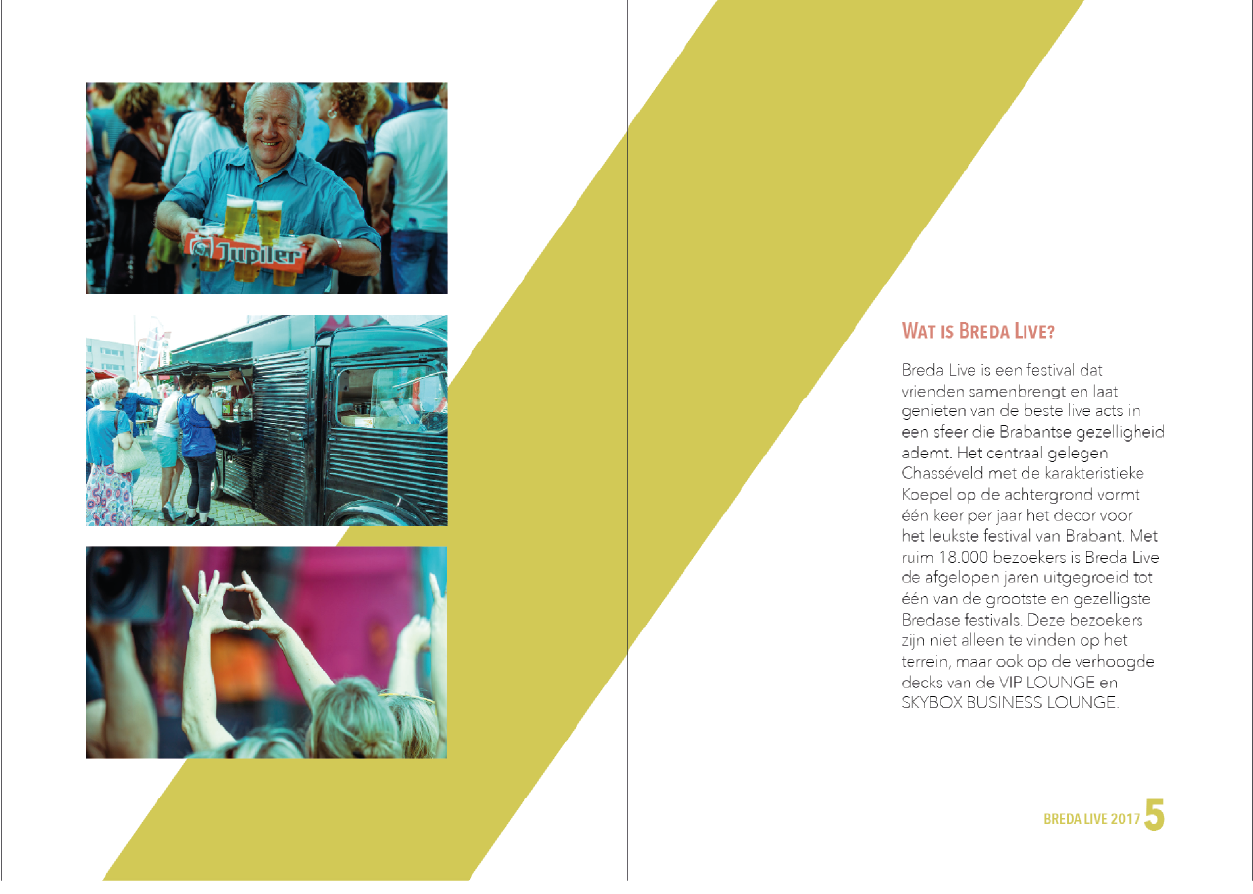 Jupiler
WAT IS BREDA LIVE?
Breda Live is een festival dat
vrienden samenbrengt en laat
genieten van de beste live acts in
een sfeer die Brabantse gezelligheid
ademt. Het centraal gelegen
Chasséveld met de karakteristieke
Koepel op de achtergrond vormt
één keer per jaar het decor voor
het leukste festival van Brabant. Met
ruim 18.000 bezoekers is Breda Live
de afgelopen jaren uitgegroeid tot
één van de grootste en gezelligste
Bredase festivals. Deze bezoekers
zijn niet alleen te vinden op het
terrein, maar ook op de verhoogde
decks van de VIP LOUNGE en
SKYBOX BUSINESS LOUNGE.
BREDA LIVE 2017 5